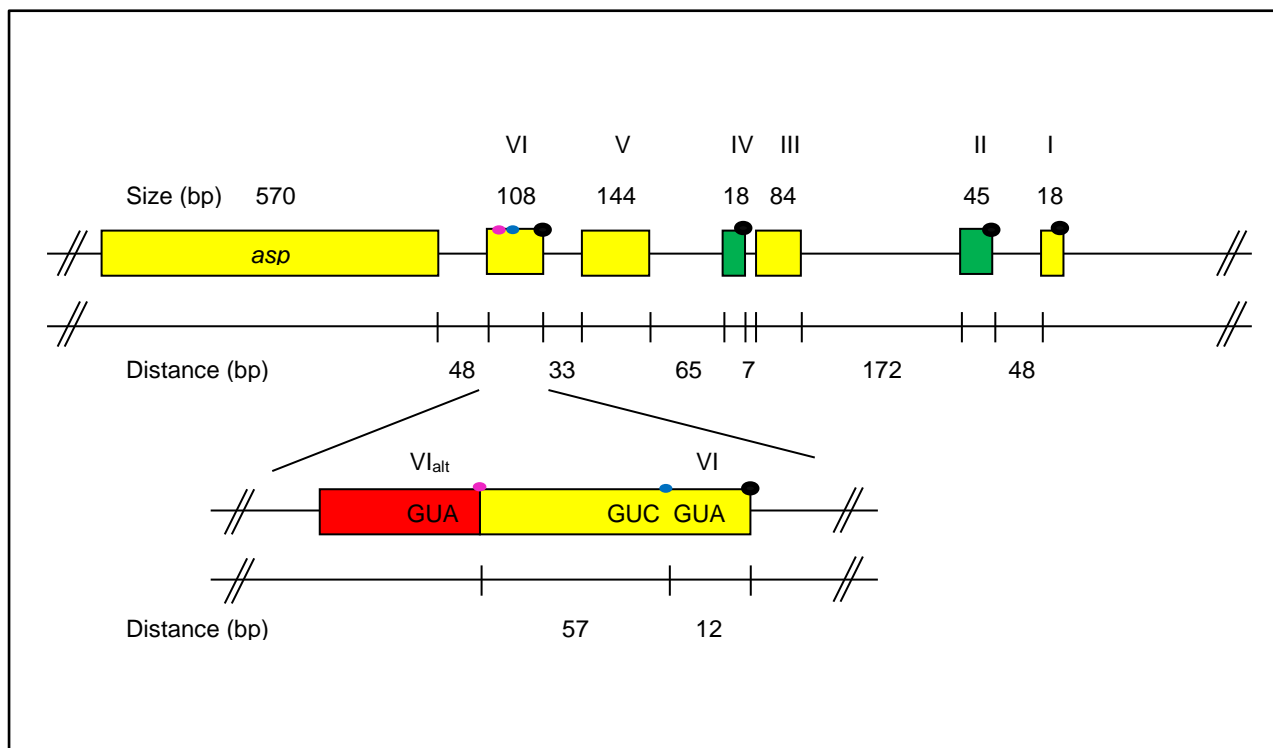 VI V IV III II I
Size (bp) 570 108 144 18 84 45 18
asp
Distance (bp) 48 33 65 7 172 48
VIalt VI
GUA GUC GUA
Distance (bp) 57 12